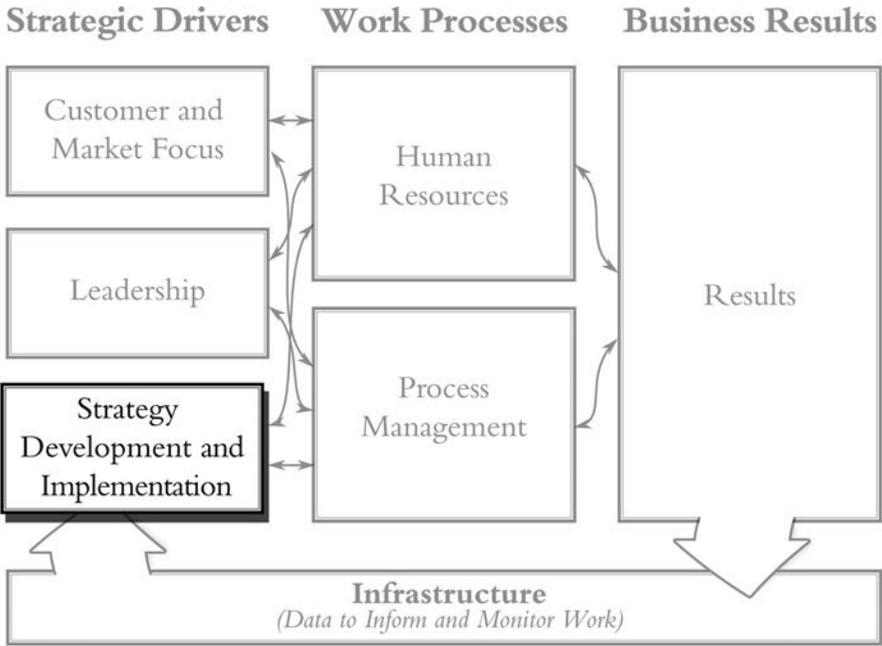 Strategic Drivers
Work Processes
Business Results
Customer and
Market Focus
Leadership
Strategy
Development and
Implementation
Human
Resources
Process
Management
Results
Infrastructure
(Data to Inform and Monitor Work)